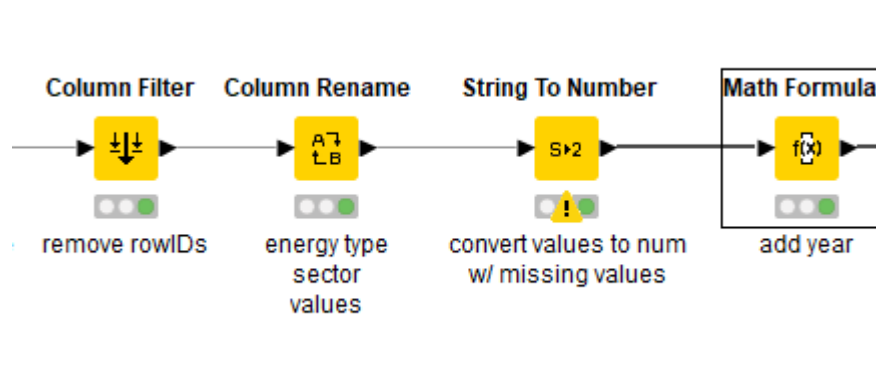 Column Filter
Column Rename
String To Number
Math Formula
A
B
S▸2
f(x)
!
remove rowIDs
energy type
sector
values
convert values to num
w/ missing values
add year